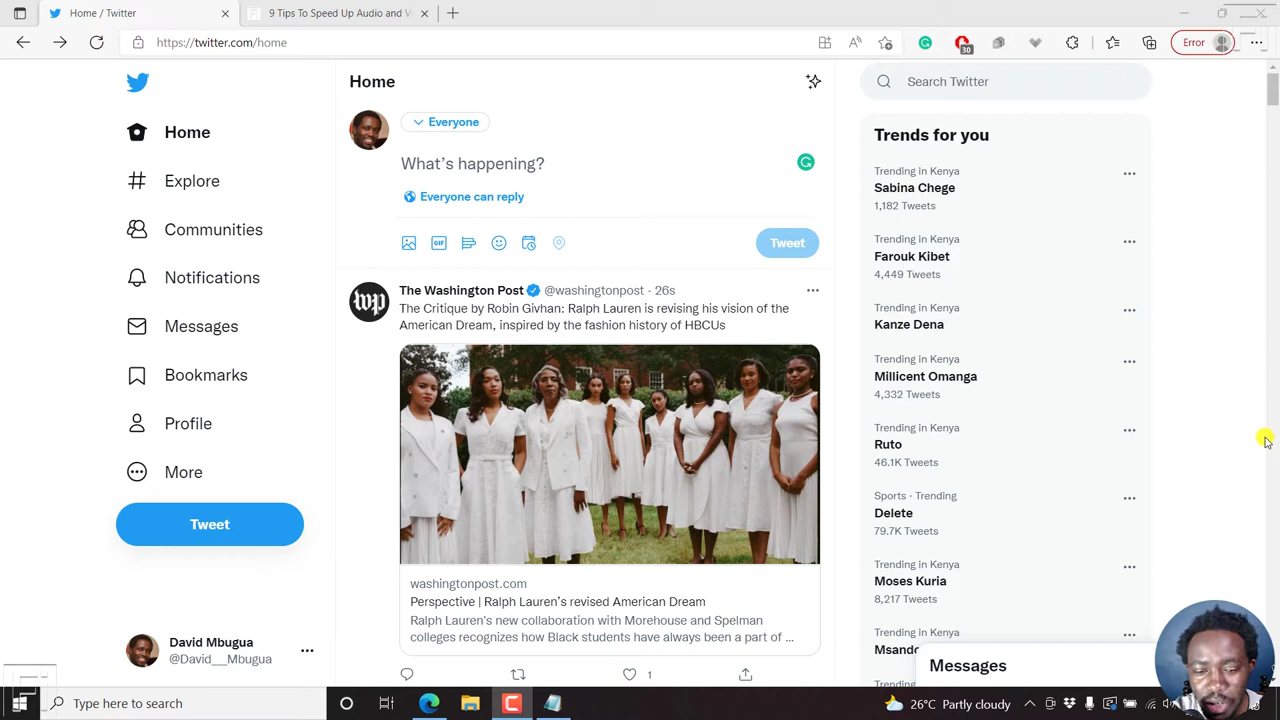 Home / Twitter
9 Tips To Speed Up Audio and V
https://twitter.com/home
30
Error
Home
Explore
Communities
Notifications
Messages
Bookmarks
Profile
More
Tweet
David Mbugua
@David__Mbugua
Home
Everyone
What's happening?
Everyone can reply
GIF
Tweet
The Washington Post @washingtonpost · 26s
The Critique by Robin Givhan: Ralph Lauren is revising his vision of the
American Dream, inspired by the fashion history of HBCUs
wp
washingtonpost.com
Perspective | Ralph Lauren's revised American Dream
Ralph Lauren's new collaboration with Morehouse and Spelman
colleges recognizes how Black students have always been a part of ...
1
Search Twitter
Trends for you
Trending in Kenya
Sabina Chege
1,182 Tweets
Trending in Kenya
Farouk Kibet
4,449 Tweets
Trending in Kenya
Kanze Dena
Trending in Kenya
Millicent Omanga
4,332 Tweets
Trending in Kenya
Ruto
46.1K Tweets
Sports · Trending
Delete
79.7K Tweets
Trending in Kenya
Moses Kuria
8,217 Tweets
Trending in Kenya
Messages
Type here to search
26°C Partly cloudy